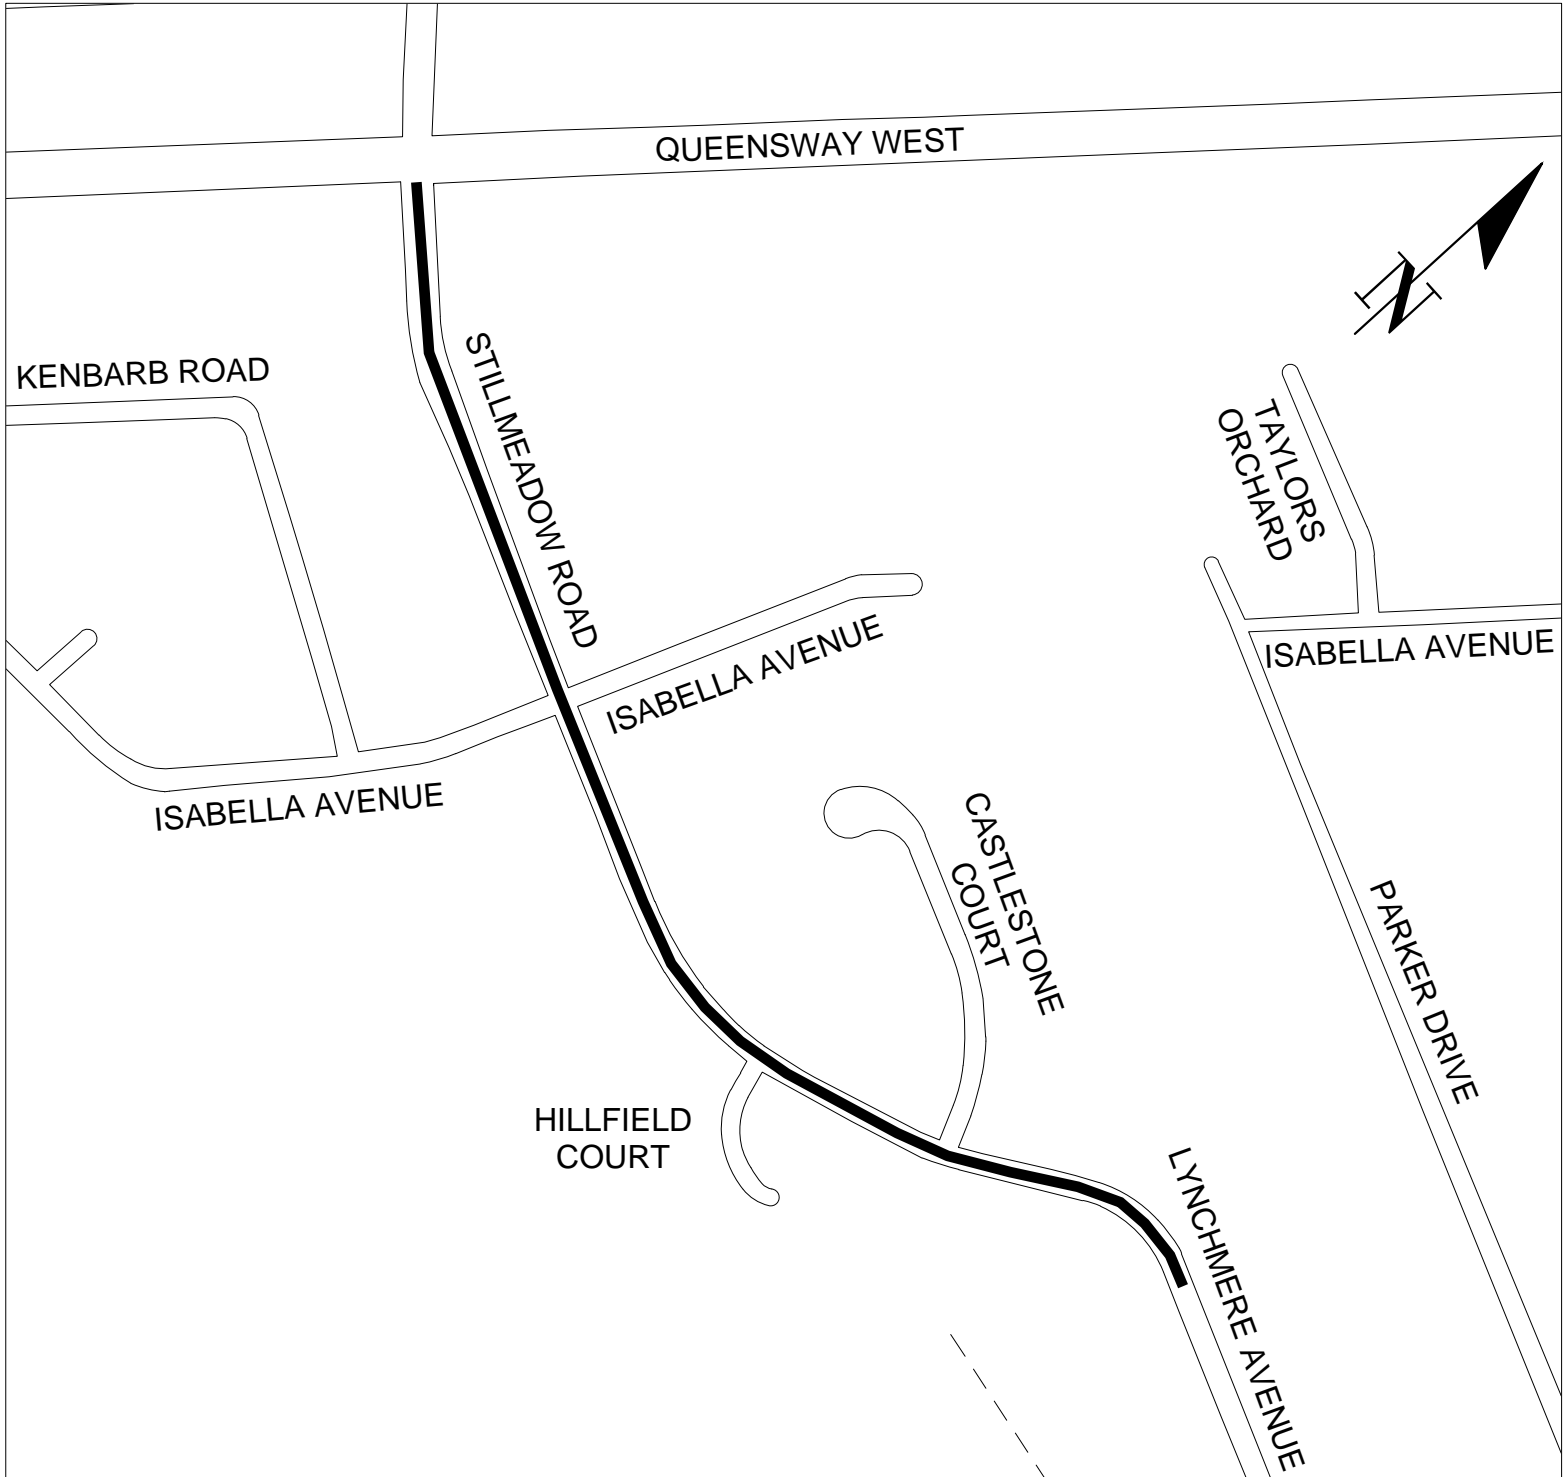 QUEENSWAY WEST
N
KENBARB ROAD
STILLMEADOW ROAD
TAYLORS
ORCHARD
ISABELLA AVENUE
ISABELLA AVENUE
ISABELLA AVENUE
CASTLESTONE
COURT
PARKER DRIVE
HILLFIELD
COURT
LYNCHMERE AVENUE